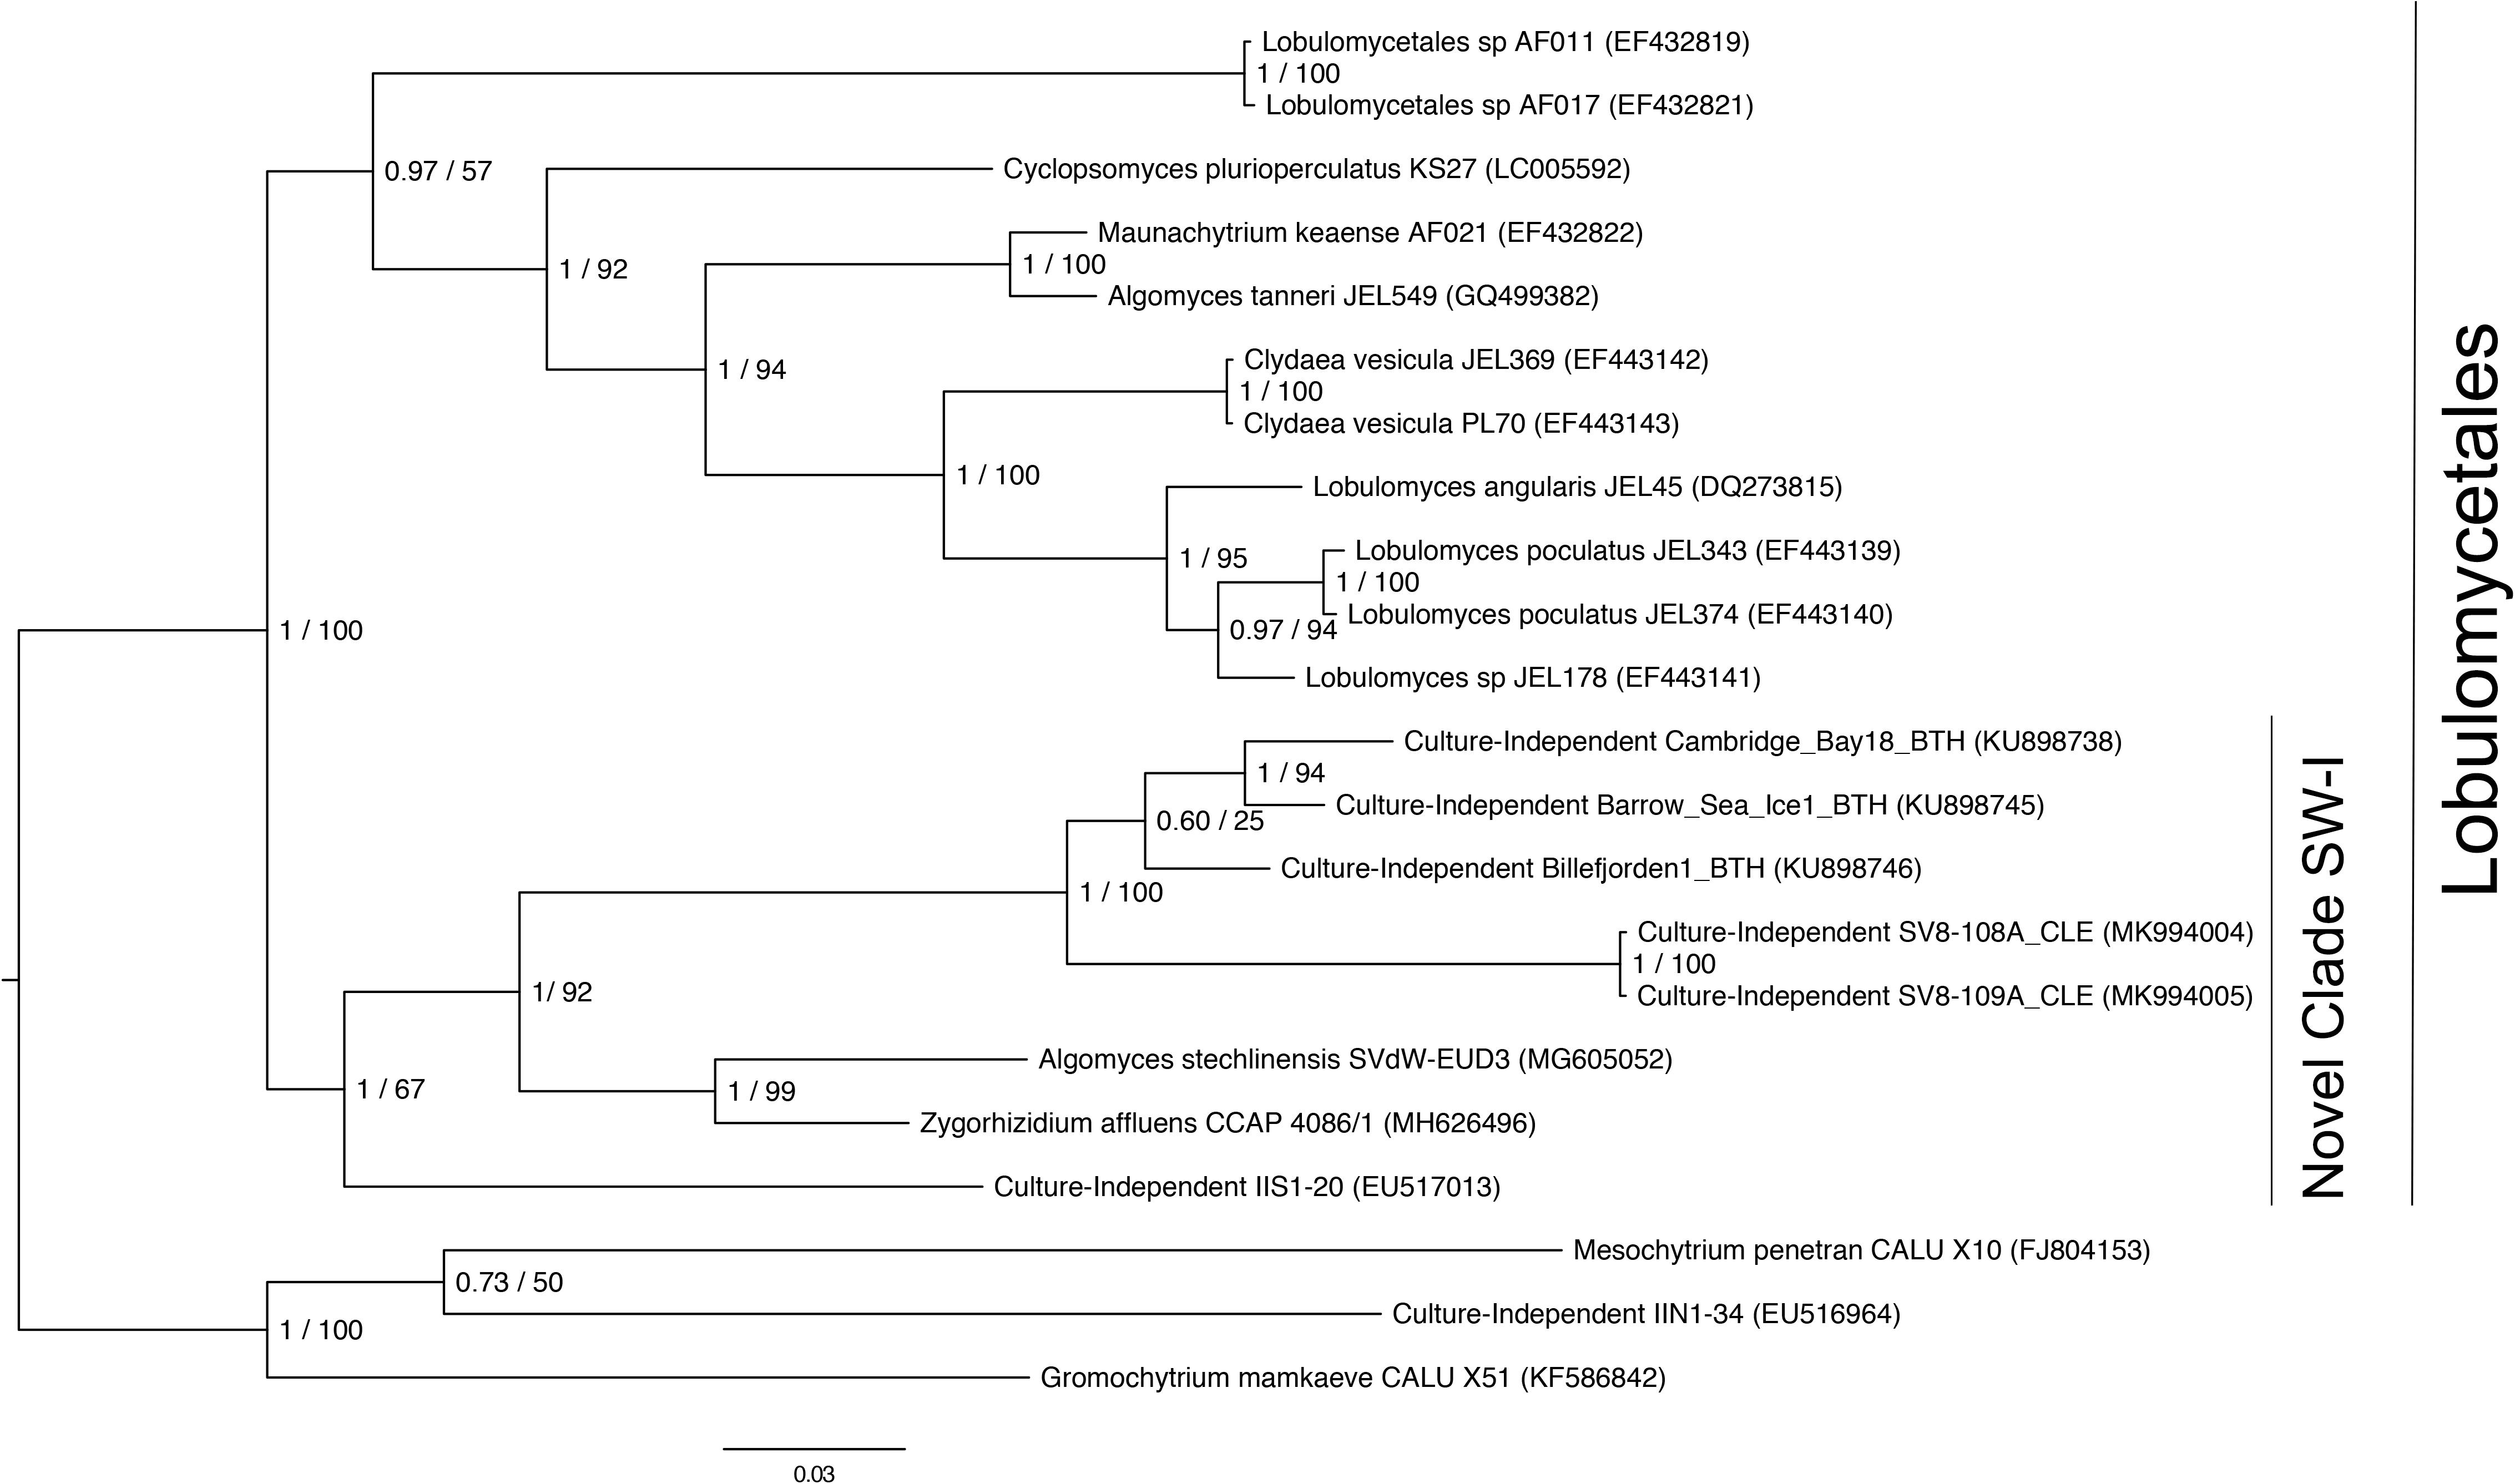 Lobulomycetales sp AF011 (EF432819)
1 / 100
Lobulomycetales sp AF017 (EF432821)
Cyclopsomyces plurioperculatus KS27 (LC005592)
0.97 / 57
Maunachytrium keaense AF021 (EF432822)
1 / 100
1 / 92
Algomyces tanneri JEL549 (GQ499382)
Clydaea vesicula JEL369 (EF443142)
1 / 94
1 / 100
Clydaea vesicula PL70 (EF443143)
1 / 100
Lobulomyces angularis JEL45 (DQ273815)
Lobulomyces poculatus JEL343 (EF443139)
1 / 95
1 / 100
Lobulomyces poculatus JEL374 (EF443140)
0.97 / 94
1 / 100
Lobulomyces sp JEL178 (EF443141)
Culture-Independent Cambridge_Bay18_BTH (KU898738)
1 / 94
Culture-Independent Barrow_Sea_Ice1_BTH (KU898745)
0.60 / 25
Culture-Independent Billefjorden1_BTH (KU898746)
1 / 100
Culture-Independent SV8-108A_CLE (MK994004)
1 / 100
1/ 92
Culture-Independent SV8-109A_CLE (MK994005)
Algomyces stechlinensis SVdW-EUD3 (MG605052)
1 / 67
1 / 99
Zygorhizidium affluens CCAP 4086/1 (MH626496)
Culture-Independent IIS1-20 (EU517013)
Mesochytrium penetran CALU X10 (FJ804153)
0.73 / 50
Culture-Independent IIN1-34 (EU516964)
1 / 100
Gromochytrium mamkaeve CALU X51 (KF586842)
0.03
Novel Clade SW-I
Lobulomycetales